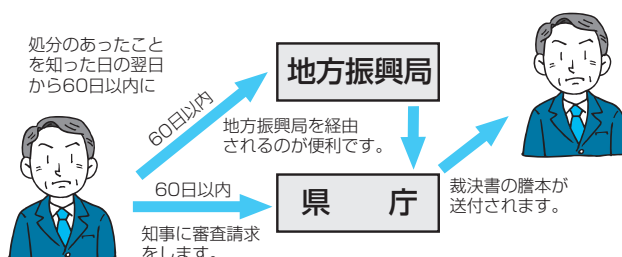 処分のあったこと
を知った日の翌日
から60日以内に
60日以内
地方振興局
地方振興局を経由
されるのが便利です。
60日以内
県　庁
知事に審査請求
をします。
裁決書の謄本が
送付されます。